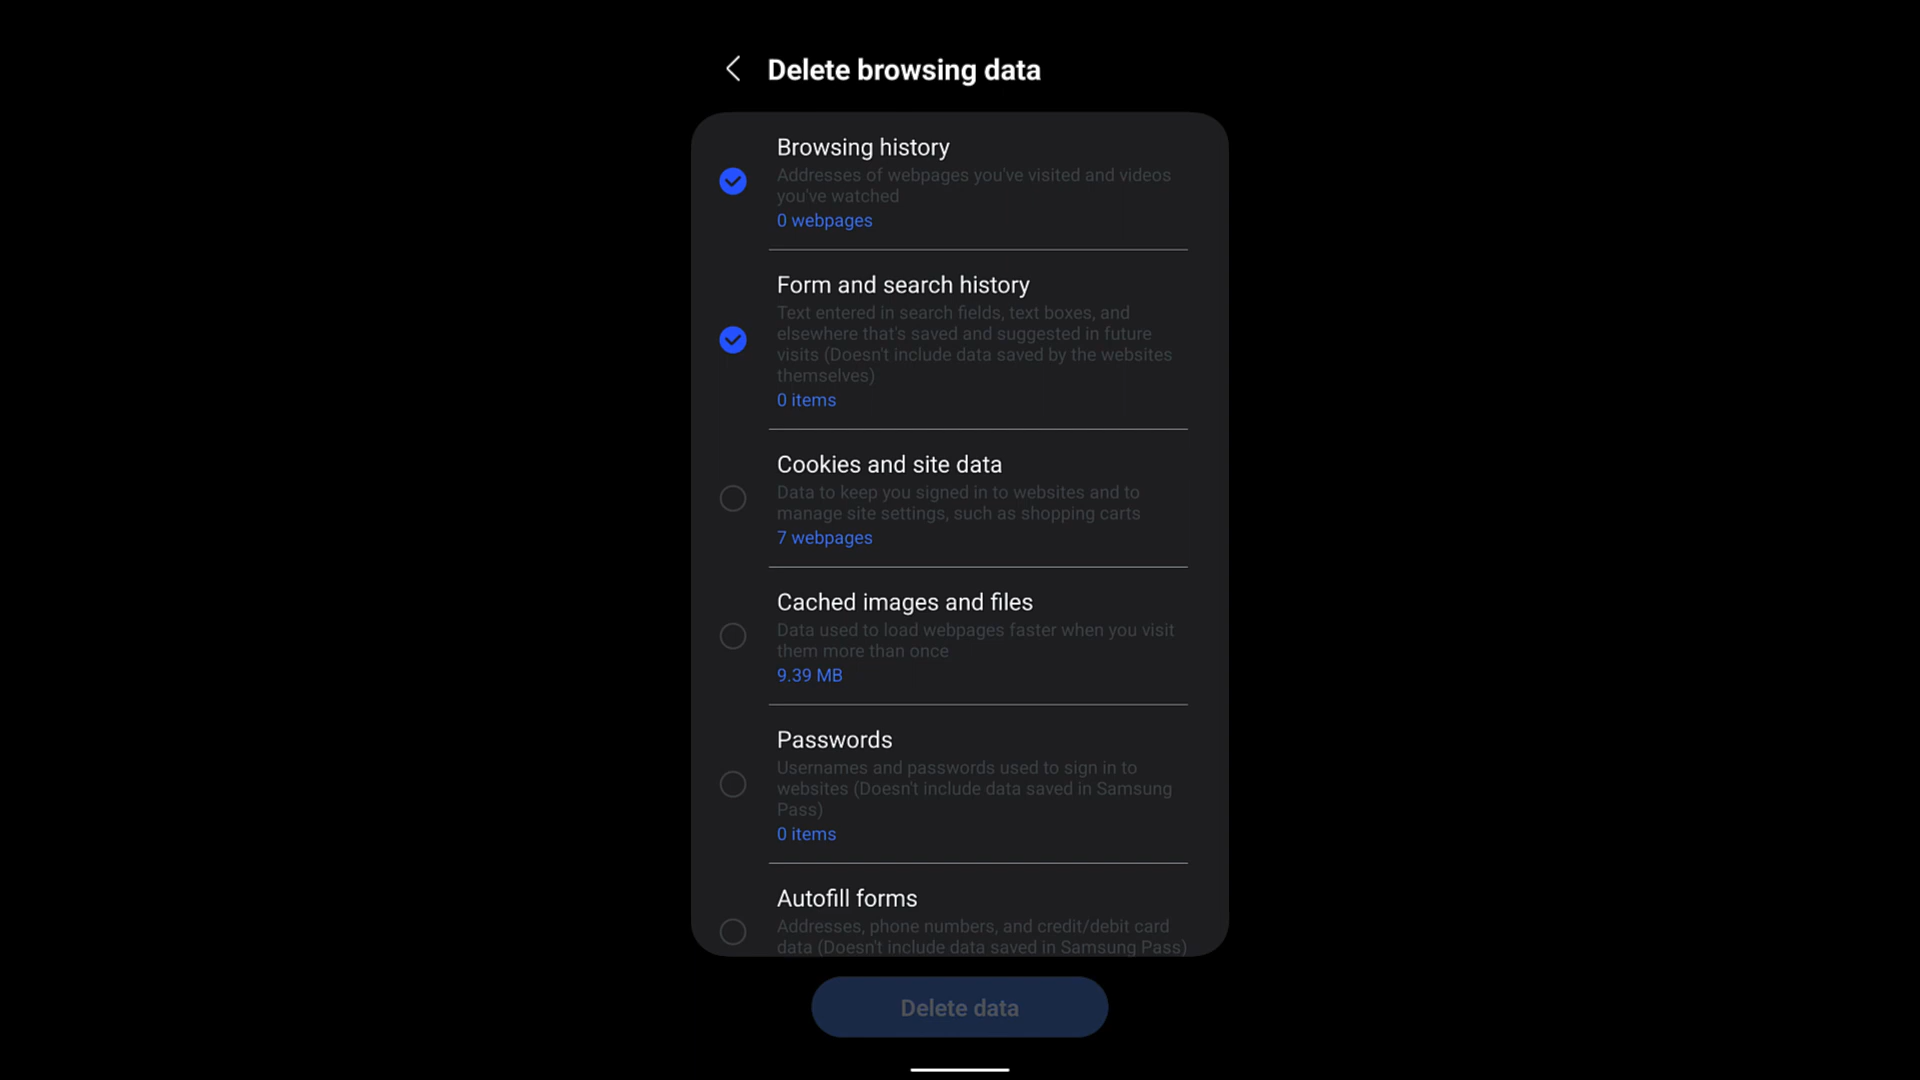 Delete browsing data
Browsing history
Addresses of webpages you've visited and videos
you've watched
0 webpages
Form and search history
Text entered in search fields, text boxes, and
elsewhere that's saved and suggested in future
visits (Doesn't include data saved by the websites
themselves)
0 items
Cookies and site data
Data to keep you signed in to websites and to
manage site settings, such as shopping carts
7 webpages
Cached images and files
Data used to load webpages faster when you visit
them more than once
9.39 MB
Passwords
Usernames and passwords used to sign in to
websites (Doesn't include data saved in Samsung
Pass)
0 items
Autofill forms
Addresses, phone numbers, and credit/debit card
data (Doesn't include data saved in Samsung Pass)
Delete data